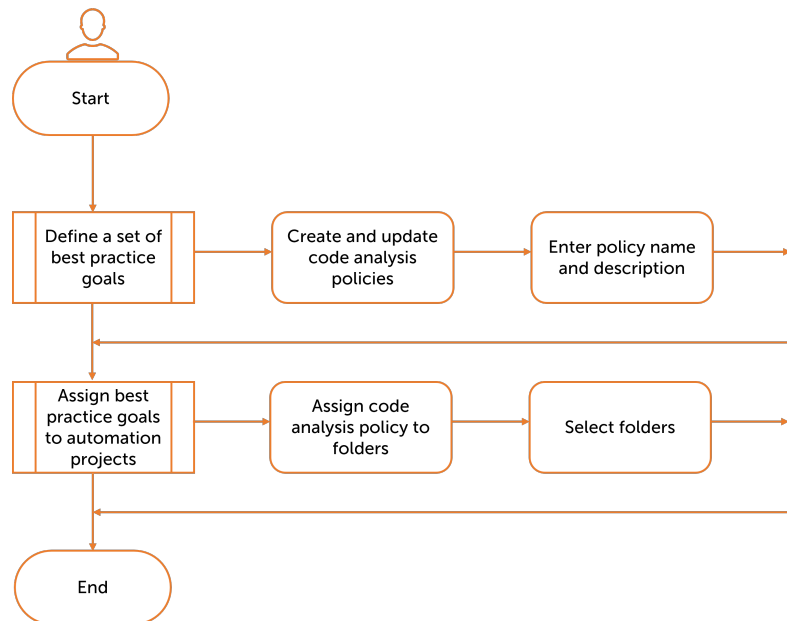 Start
Define a set of
best practice
goals
Create and update
code analysis
policies
Enter policy name
and description
Assign best
practice goals
to automation
projects
Assign code
analysis policy to
folders
Select folders
End